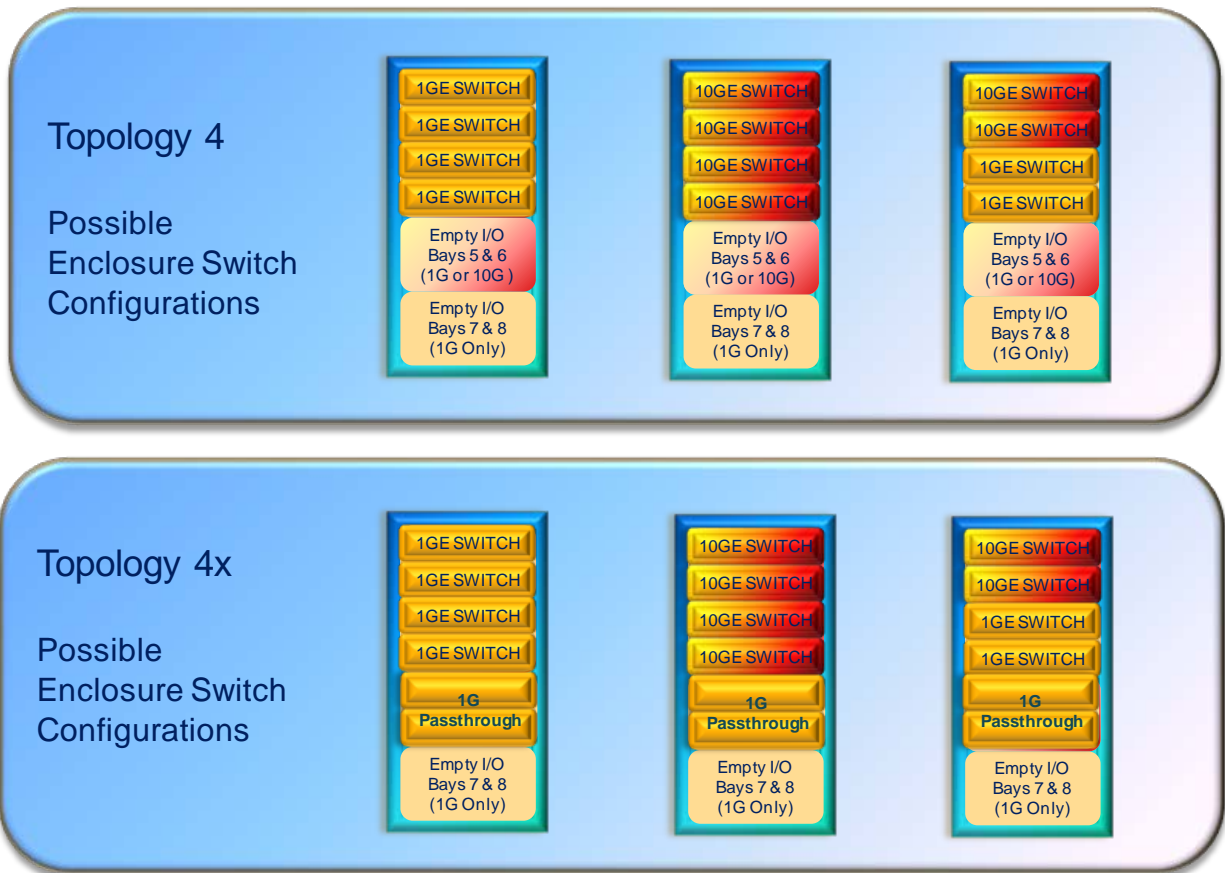 Topology 4
Possible
Enclosure Switch
Configurations
1GE SWITCH
1GE SWITCH
1GE SWITCH
1GE SWITCH
Empty I/O
Bays 5 & 6
(1G or 10G )
Empty I/O
Bays 7 & 8
(1G Only)
10GE SWITCH
10GE SWITCH
10GE SWITCH
10GE SWITCH
Empty I/O
Bays 5 & 6
(1G or 10G)
Empty I/O
Bays 7 & 8
(1G Only)
10GE SWITCH
10GE SWITCH
1GE SWITCH
1GE SWITCH
Empty I/O
Bays 5 & 6
(1G or 10G)
Empty I/O
Bays 7 & 8
(1G Only)
Topology 4x
Possible
Enclosure Switch
Configurations
1GE SWITCH
1GE SWITCH
1GE SWITCH
1GE SWITCH
1G
Passthrough
Empty I/O
Bays 7 & 8
(1G Only)
10GE SWITCH
10GE SWITCH
10GE SWITCH
10GE SWITCH
1G
Passthrough
Empty I/O
Bays 7 & 8
(1G Only)
10GE SWITCH
10GE SWITCH
1GE SWITCH
1GE SWITCH
1G
Passthrough
Empty I/O
Bays 7 & 8
(1G Only)